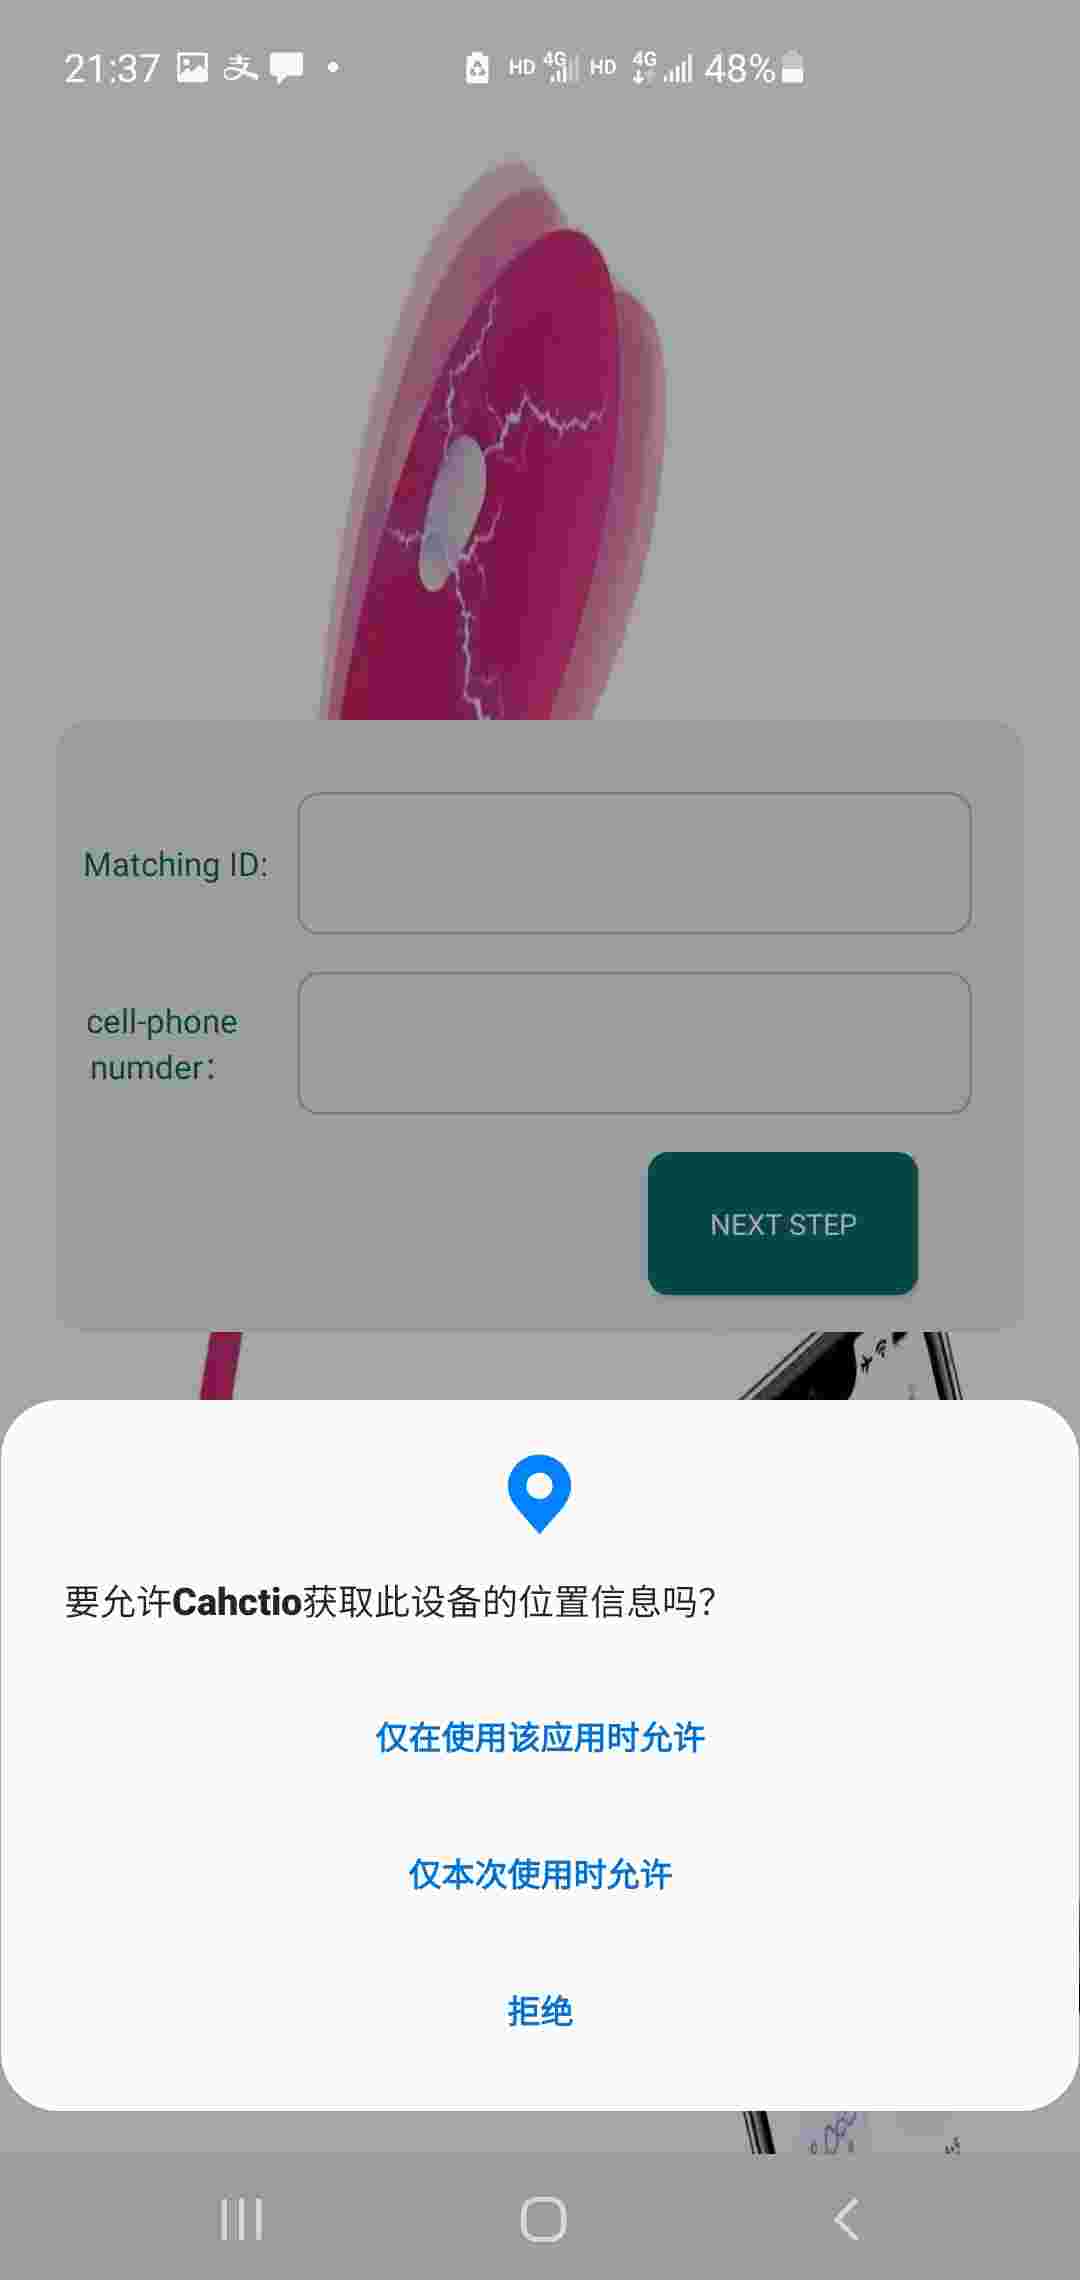 21:37 支 HD 4G HD 4G 48%
Matching ID:
cell-phone
numder：
NEXT STEP
要允许Cahctio获取此设备的位置信息吗？
仅在使用该应用时允许
仅本次使用时允许
拒绝